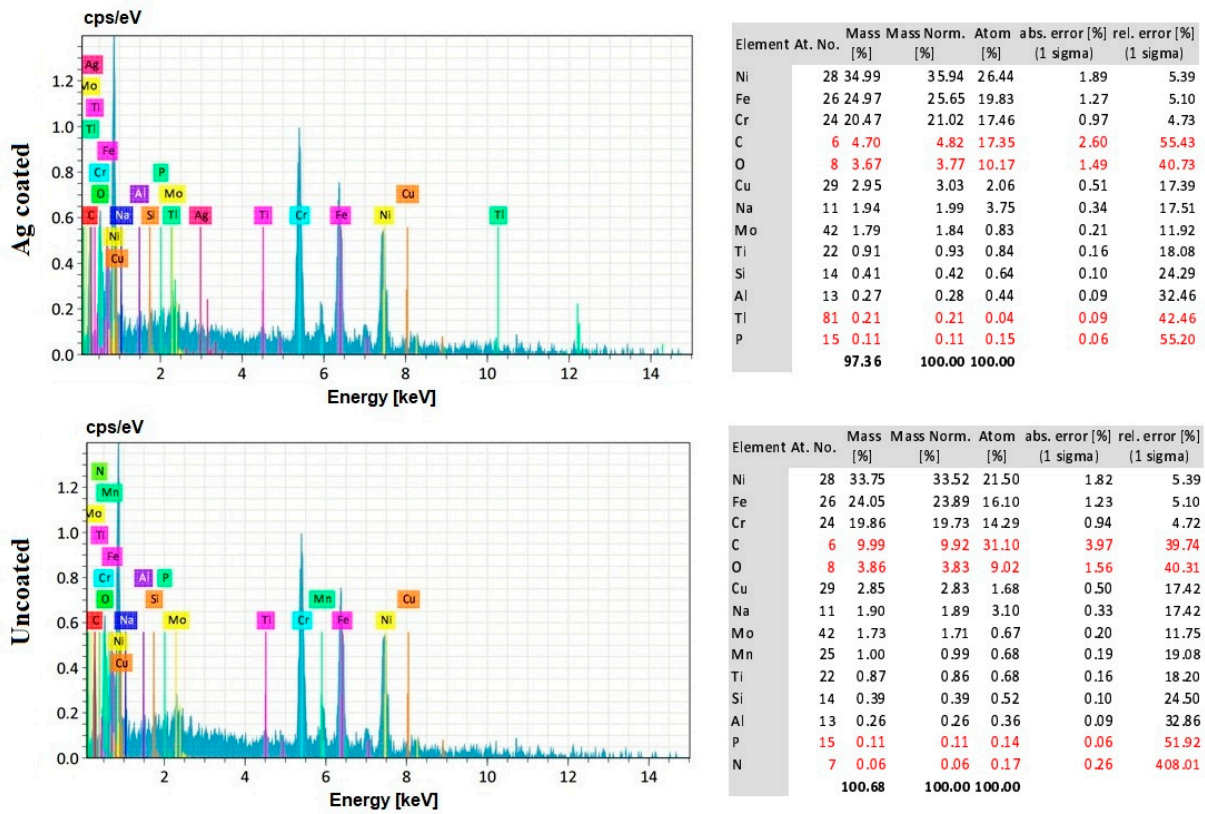 cps/eV
Ag coated
Ag
Mo
Ti
Tl
Fe
Cr P
O Al Mo Cu
C Na Si Tl Ag Ti Cr Fe Ni Tl
Ni
Cu
1.2
1.0
0.8
0.6
0.4
0.2
0.0
2 4 6 8 10 12 14
Energy [keV]
Element At. No. Mass [%] Mass Norm. [%] Atom [%] abs. error [%] (1 sigma) rel. error [%] (1 sigma)
Ni 28 34.99 35.94 26.44 1.89 5.39
Fe 26 24.97 25.65 19.83 1.27 5.10
Cr 24 20.47 21.02 17.46 0.97 4.73
C 6 4.70 4.82 17.35 2.60 55.43
O 8 3.67 3.77 10.17 1.49 40.73
Cu 29 2.95 3.03 2.06 0.51 17.39
Na 11 1.94 1.99 3.75 0.34 17.51
Mo 42 1.79 1.84 0.83 0.21 11.92
Ti 22 0.91 0.93 0.84 0.16 18.08
Si 14 0.41 0.42 0.64 0.10 24.29
Al 13 0.27 0.28 0.44 0.09 32.46
Tl 81 0.21 0.21 0.04 0.09 42.46
P 15 0.11 0.11 0.15 0.06 55.20
97.36 100.00 100.00
cps/eV
Uncoated
N
Mn
Mo
Ti
Fe
Cr Al P
O Si Mn Cu
C Na Mo Ti Cr Fe Ni
Ni
Cu
1.2
1.0
0.8
0.6
0.4
0.2
0.0
2 4 6 8 10 12 14
Energy [keV]
Element At. No. Mass [%] Mass Norm. [%] Atom [%] abs. error [%] (1 sigma) rel. error [%] (1 sigma)
Ni 28 33.75 33.52 21.50 1.82 5.39
Fe 26 24.05 23.89 16.10 1.23 5.10
Cr 24 19.86 19.73 14.29 0.94 4.72
C 6 9.99 9.92 31.10 3.97 39.74
O 8 3.86 3.83 9.02 1.56 40.31
Cu 29 2.85 2.83 1.68 0.50 17.42
Na 11 1.90 1.89 3.10 0.33 17.42
Mo 42 1.73 1.71 0.67 0.20 11.75
Mn 25 1.00 0.99 0.68 0.19 19.08
Ti 22 0.87 0.86 0.68 0.16 18.20
Si 14 0.39 0.39 0.52 0.10 24.50
Al 13 0.26 0.26 0.36 0.09 32.86
P 15 0.11 0.11 0.14 0.06 51.92
N 7 0.06 0.06 0.17 0.26 408.01
100.68 100.00 100.00